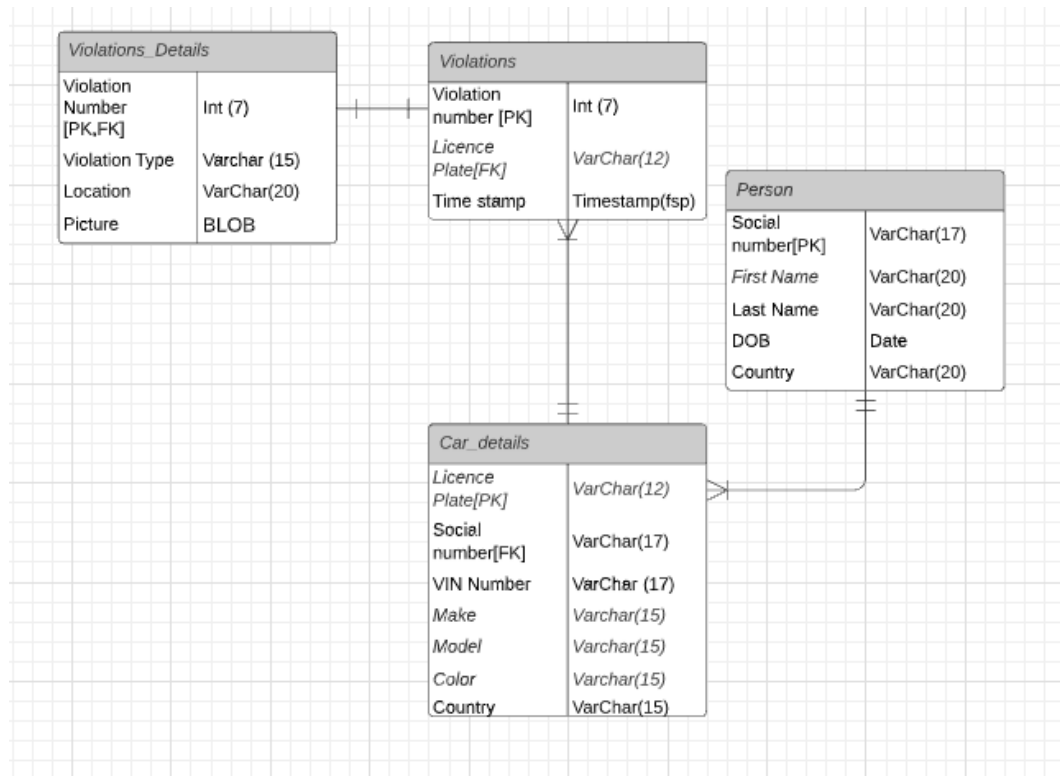 Violations_Details
Violation
Number
[PK,FK]
Int (7)
Violation Type
Varchar (15)
Location
VarChar(20)
Picture
BLOB
Violations
Violation
number [PK]
Int (7)
Licence
Plate[FK]
VarChar(12)
Time stamp
Timestamp(fsp)
Person
Social
number[PK]
VarChar(17)
First Name
VarChar(20)
Last Name
VarChar(20)
DOB
Date
Country
VarChar(20)
Car_details
Licence
Plate[PK]
VarChar(12)
Social
number[FK]
VarChar(17)
VIN Number
VarChar (17)
Make
Varchar(15)
Model
Varchar(15)
Color
Varchar(15)
Country
VarChar(15)